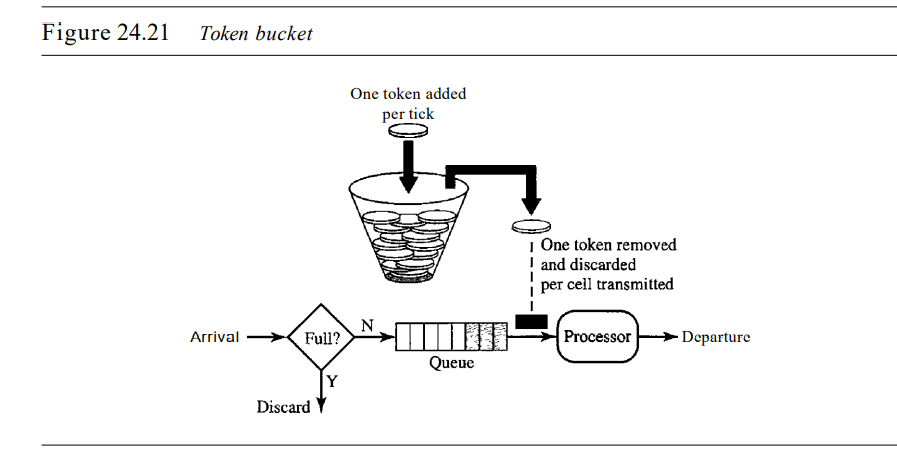 Figure 24.21 Token bucket
One token added
per tick
One token removed
and discarded
per cell transmitted
Arrival
Full?
N
Queue
Processor
Departure
Y
Discard